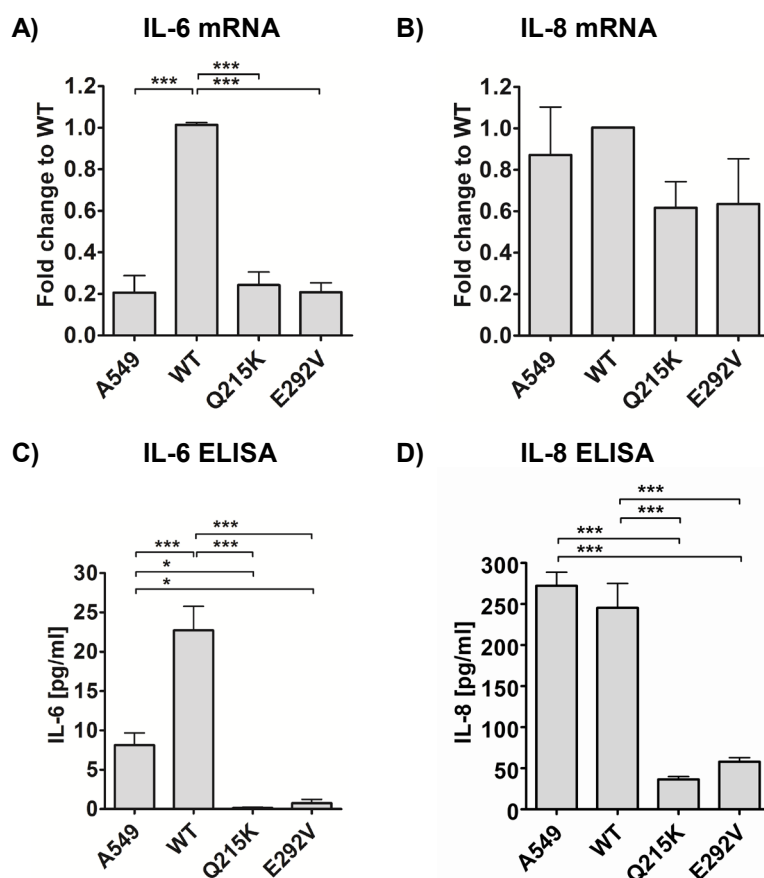 A) IL-6 mRNA
Fold change to WT
1.2
1.0
0.8
0.6
0.4
0.2
0.0
***
***
***
A549
WT
Q215K
E292V
B) IL-8 mRNA
Fold change to WT
1.2
1.0
0.8
0.6
0.4
0.2
0.0
A549
WT
Q215K
E292V
C) IL-6 ELISA
IL-6 [pg/ml]
30
25
20
15
10
5
0
***
***
***
*
*
A549
WT
Q215K
E292V
D) IL-8 ELISA
IL-8 [pg/ml]
300
250
200
150
100
50
0
***
***
***
***
A549
WT
Q215K
E292V